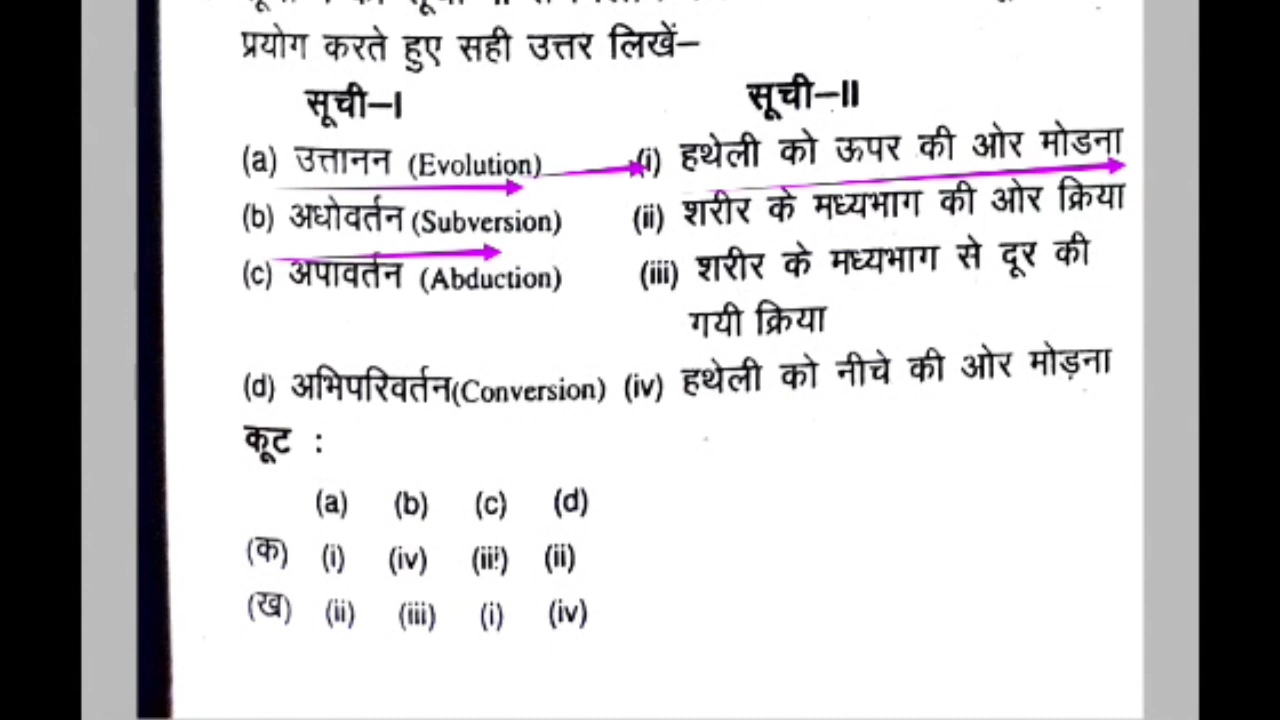 प्रयोग करते हुए सही उत्तर लिखें–
सूची–I सूची–II
(a) उत्तानन (Evolution) (i) हथेली को ऊपर की ओर मोडना
(b) अधोवर्तन (Subversion) (ii) शरीर के मध्यभाग की ओर क्रिया
(c) अपावर्तन (Abduction) (iii) शरीर के मध्यभाग से दूर की
गयी क्रिया
(d) अभिपरिवर्तन(Conversion) (iv) हथेली को नीचे की ओर मोड़ना
कूट :
(a) (b) (c) (d)
(क) (i) (iv) (iii) (ii)
(ख) (ii) (iii) (i) (iv)